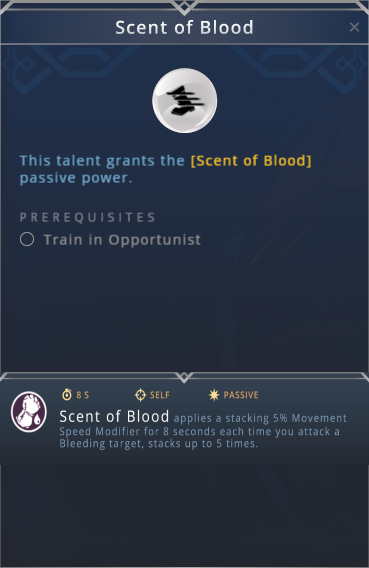 Scent of Blood
This talent grants the [Scent of Blood]
passive power.
PREREQUISITES
Train in Opportunist
8 S SELF PASSIVE
Scent of Blood applies a stacking 5% Movement
Speed Modifier for 8 seconds each time you attack a
Bleeding target, stacks up to 5 times.